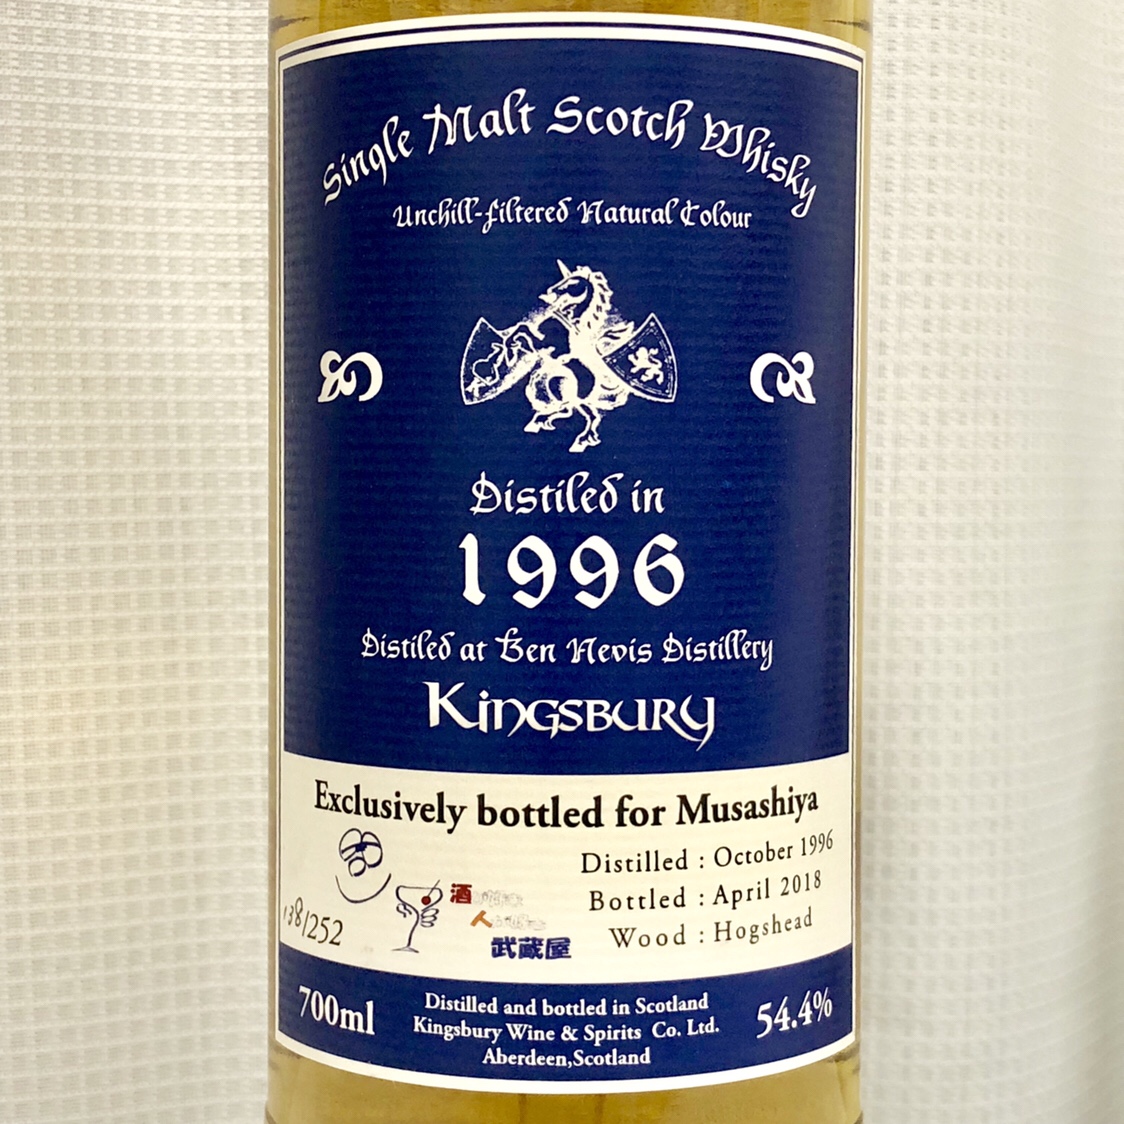 Single Malt Scotch Whisky
Unchill-filtered Natural Colour
Distiled in
1996
Distiled at Ben Nevis Distillery
Kingsbury
Exclusively bottled for Musashiya
Distilled : October 1996
Bottled : April 2018
Wood : Hogshead
138/252
酒
人
武蔵屋
700ml
Distilled and bottled in Scotland
Kingsbury Wine & Spirits Co. Ltd.
Aberdeen,Scotland
54.4%